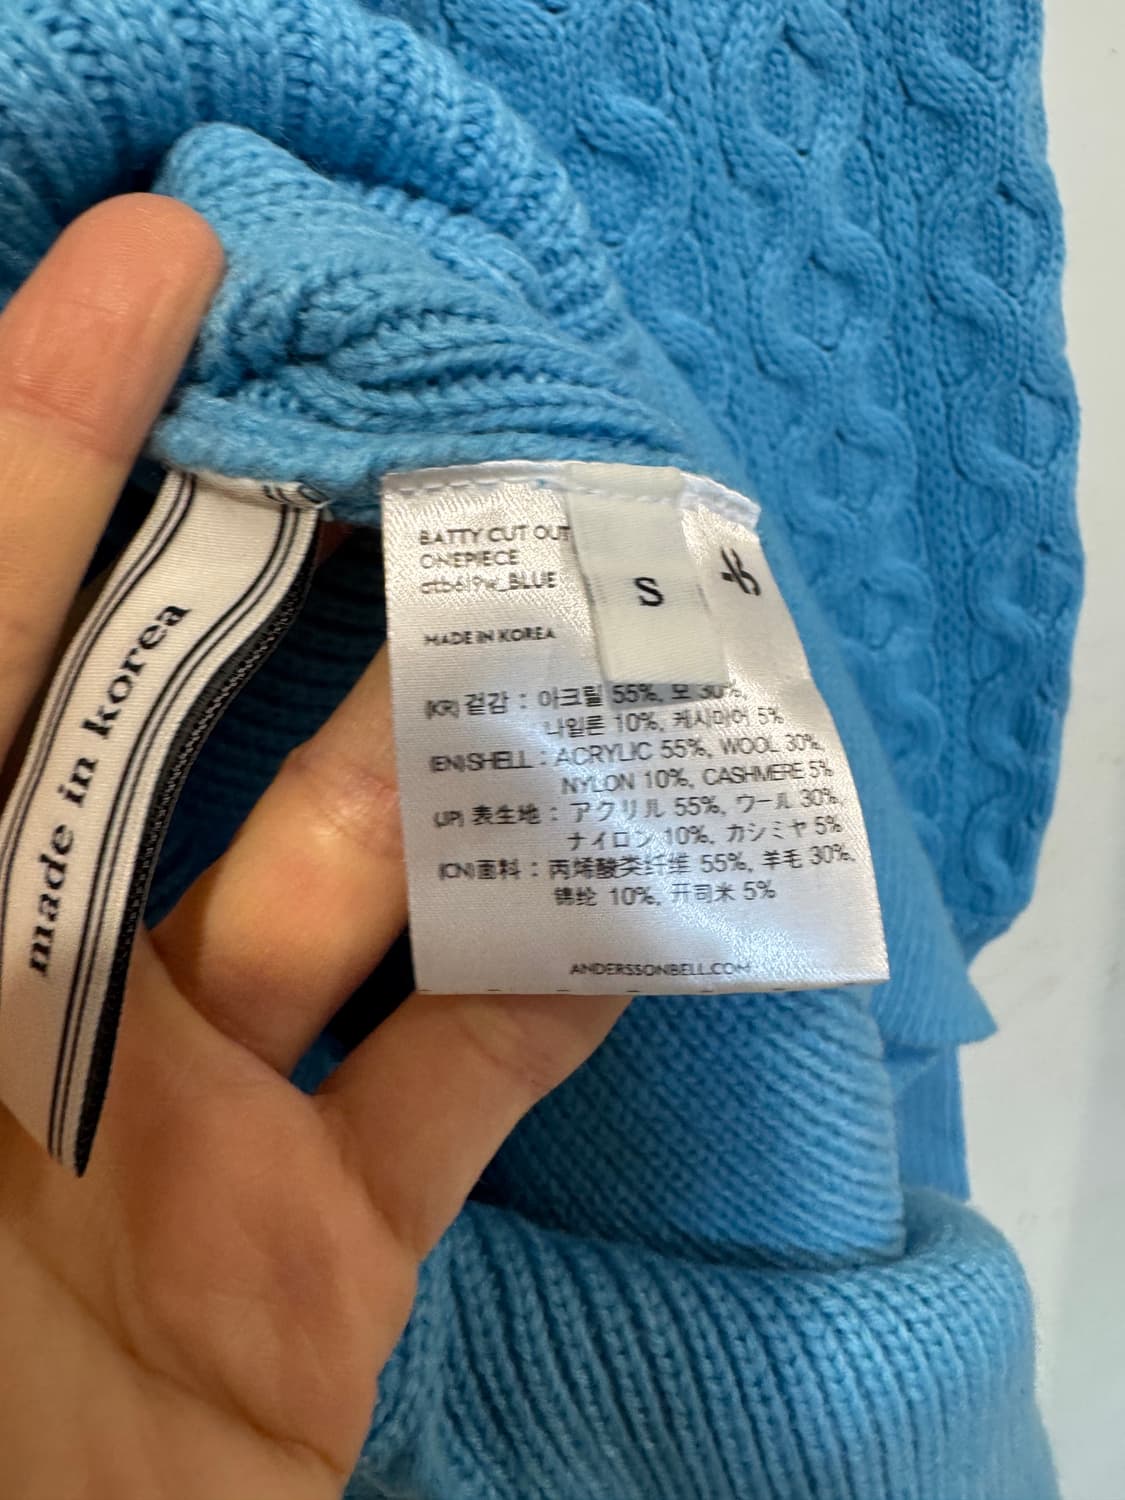 made in korea
BATTY CUT OUT
ONEPIECE
atb619w_BLUE
S
MADE IN KOREA
(KR) 겉감 : 아크릴 55%, 모 30%,
나일론 10%, 케시미어 5%
(EN)SHELL : ACRYLIC 55%, WOOL 30%,
NYLON 10%, CASHMERE 5%
(JP) 表生地 : アクリル 55%, ウール 30%,
ナイロン 10%, カシミヤ 5%
(CN)面料 : 丙烯酸类纤维 55%, 羊毛 30%,
锦纶 10%, 开司米 5%
ANDERSSONBELL.COM